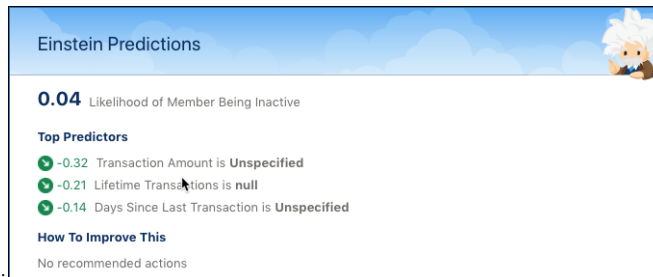 Einstein Predictions
0.04 Likelihood of Member Being Inactive
Top Predictors
-0.32 Transaction Amount is Unspecified
-0.21 Lifetime Transactions is null
-0.14 Days Since Last Transaction is Unspecified
How To Improve This
No recommended actions